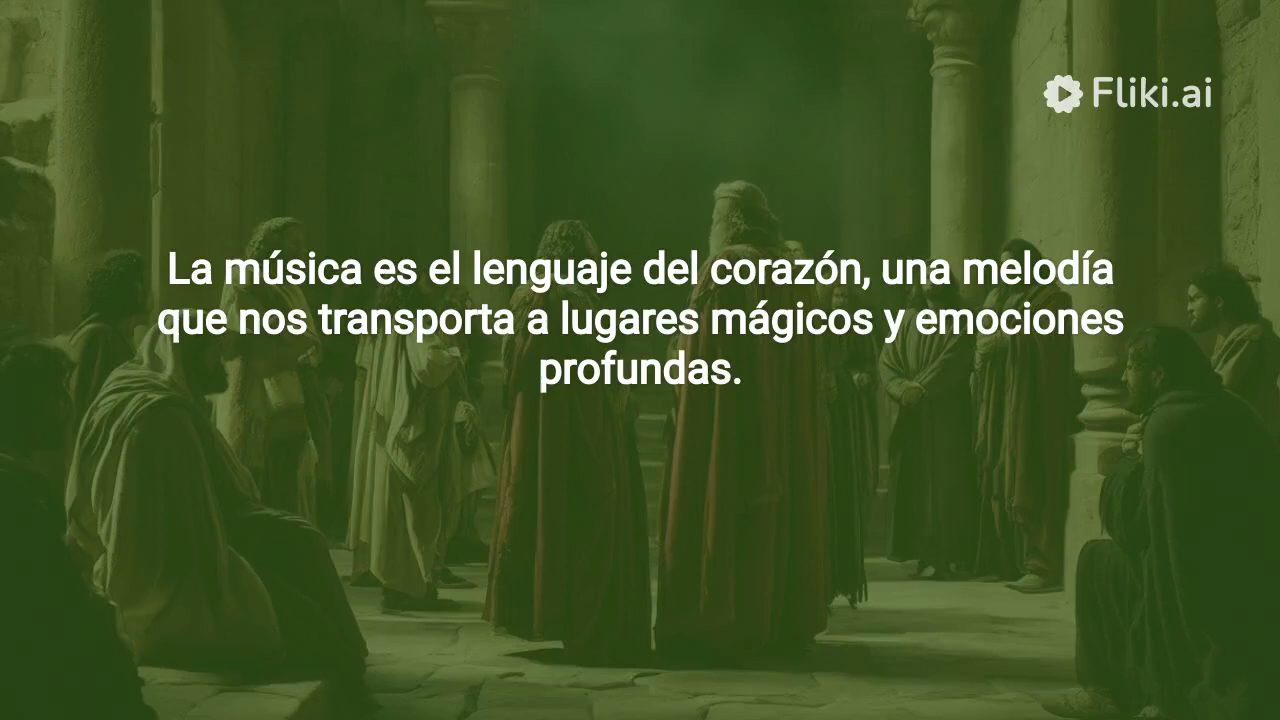 Fliki.ai
La música es el lenguaje del corazón, una melodía
que nos transporta a lugares mágicos y emociones
profundas.